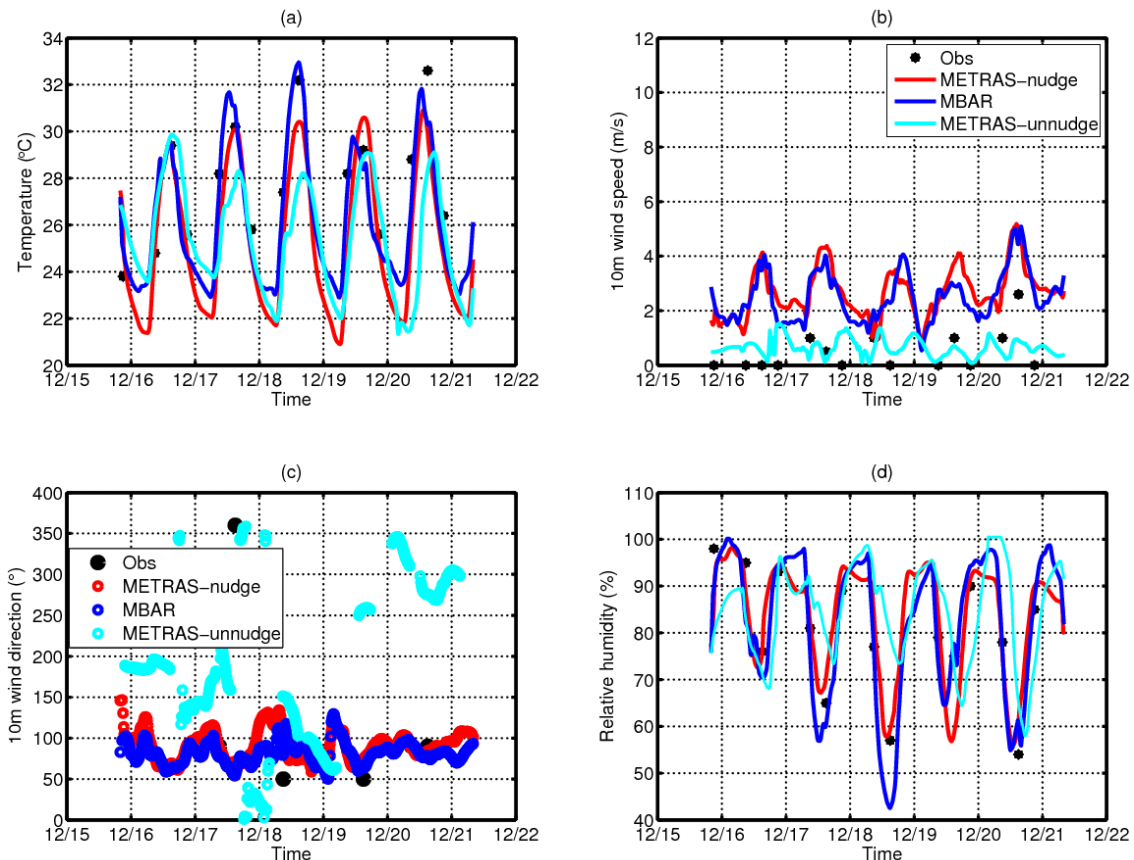 (a)
34
32
30
28
26
24
22
20
Temperature (ºC)
12/15 12/16 12/17 12/18 12/19 12/20 12/21 12/22
Time
(b)
12
10
8
6
4
2
0
10m wind speed (m/s)
Obs
METRAS−nudge
MBAR
METRAS−unnudge
12/15 12/16 12/17 12/18 12/19 12/20 12/21 12/22
Time
(c)
400
350
300
250
200
150
100
50
0
10m wind direction (°)
Obs
METRAS−nudge
MBAR
METRAS−unnudge
12/15 12/16 12/17 12/18 12/19 12/20 12/21 12/22
Time
(d)
110
100
90
80
70
60
50
40
Relative humidity (%)
12/15 12/16 12/17 12/18 12/19 12/20 12/21 12/22
Time